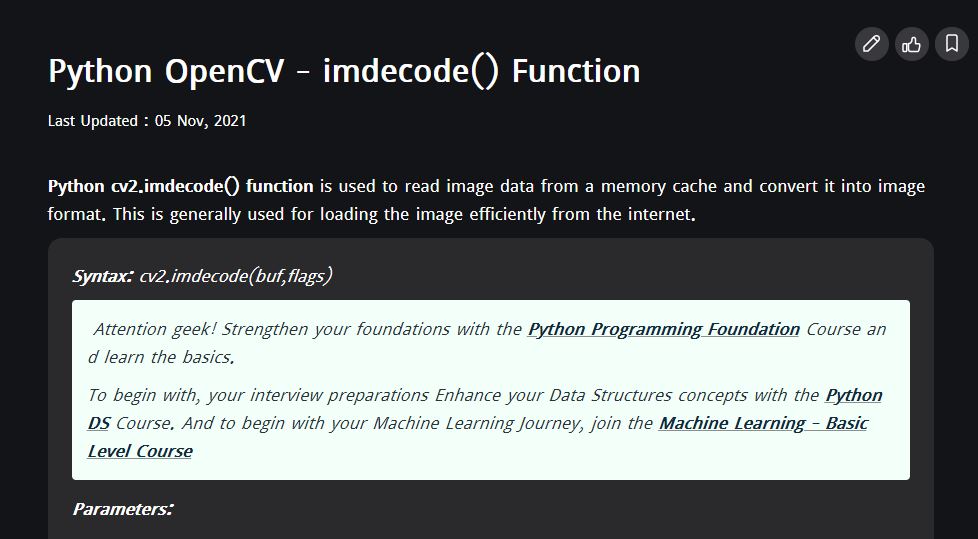 Python OpenCV - imdecode() Function
Last Updated : 05 Nov, 2021
Python cv2.imdecode() function is used to read image data from a memory cache and convert it into image
format. This is generally used for loading the image efficiently from the internet.
Syntax: cv2.imdecode(buf,flags)
Attention geek! Strengthen your foundations with the Python Programming Foundation Course an
d learn the basics.
To begin with, your interview preparations Enhance your Data Structures concepts with the Python
DS Course. And to begin with your Machine Learning Journey, join the Machine Learning - Basic
Level Course
Parameters: